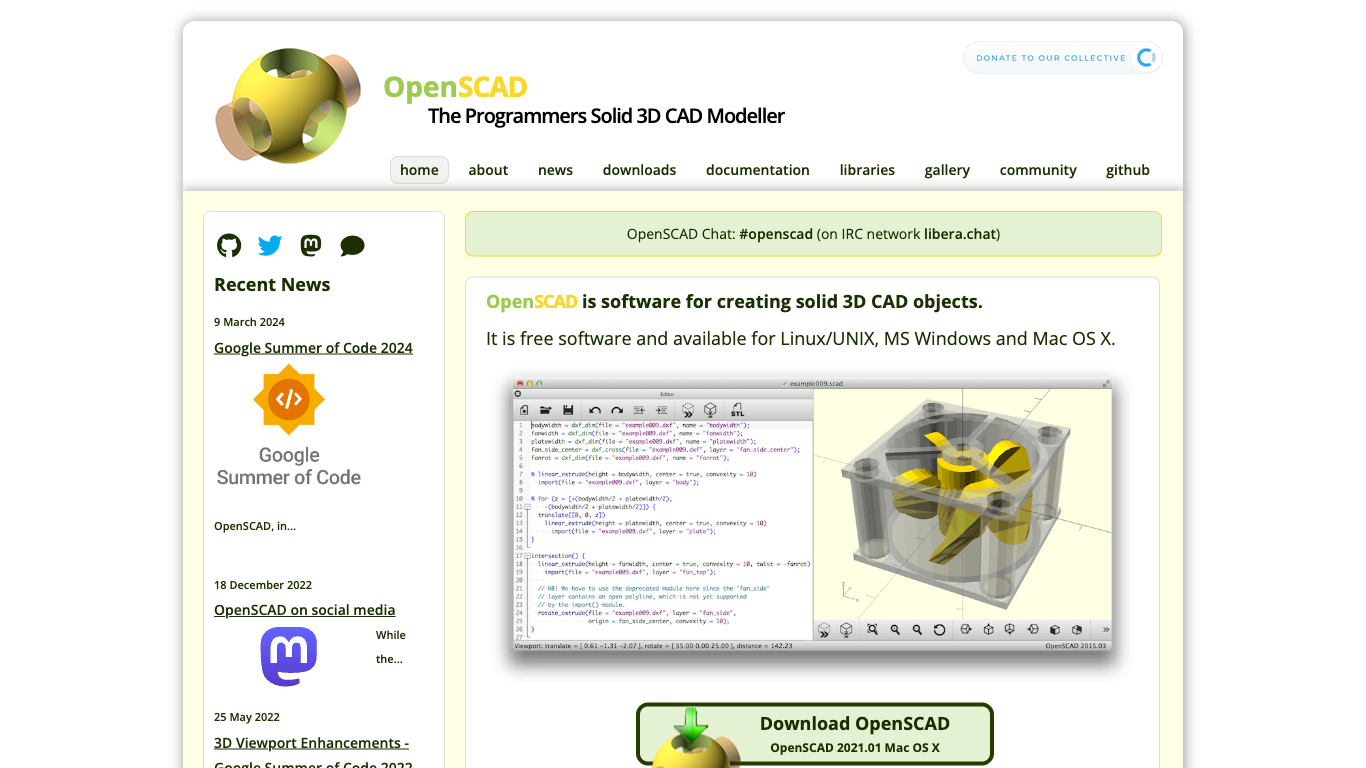 DONATE TO OUR COLLECTIVE
OpenSCAD
The Programmers Solid 3D CAD Modeller
home about news downloads documentation libraries gallery community github
Recent News
9 March 2024
Google Summer of Code 2024
Google
Summer of Code
OpenSCAD, in...
18 December 2022
OpenSCAD on social media
While
the...
25 May 2022
3D Viewport Enhancements -
Google Summer of Code 2022
OpenSCAD Chat: #openscad (on IRC network libera.chat)
OpenSCAD is software for creating solid 3D CAD objects.
It is free software and available for Linux/UNIX, MS Windows and Mac OS X.
example009.scad
Editor
STL
1 bodywidth = dxf_dim(file = "example009.dxf", name = "bodywidth");
2 fanwidth = dxf_dim(file = "example009.dxf", name = "fanwidth");
3 platewidth = dxf_dim(file = "example009.dxf", name = "platewidth");
4 fan_side_center = dxf_cross(file = "example009.dxf", layer = "fan_side_center");
5 fanrot = dxf_dim(file = "example009.dxf", name = "fanrot");
6
7 % linear_extrude(height = bodywidth, center = true, convexity = 10)
8 import(file = "example009.dxf", layer = "body");
9
10 % for (z = [+(bodywidth/2 + platewidth/2),
11 -(bodywidth/2 + platewidth/2)]) {
12 translate([0, 0, z])
13 linear_extrude(height = platewidth, center = true, convexity = 10)
14 import(file = "example009.dxf", layer = "plate");
15 }
16
17 intersection() {
18 linear_extrude(height = fanwidth, center = true, convexity = 10, twist = -fanrot)
19 import(file = "example009.dxf", layer = "fan_top");
20
21 // NB! We have to use the deprecated module here since the "fan_side"
22 // layer contains an open polyline, which is not yet supported
23 // by the import() module.
24 rotate_extrude(file = "example009.dxf", layer = "fan_side",
25 origin = fan_side_center, convexity = 10);
26 }
27
Viewport: translate = [ 0.61 -1.31 -2.07 ], rotate = [ 55.00 0.00 25.00 ], distance = 142.23
OpenSCAD 2015.03
Download OpenSCAD
OpenSCAD 2021.01 Mac OS X